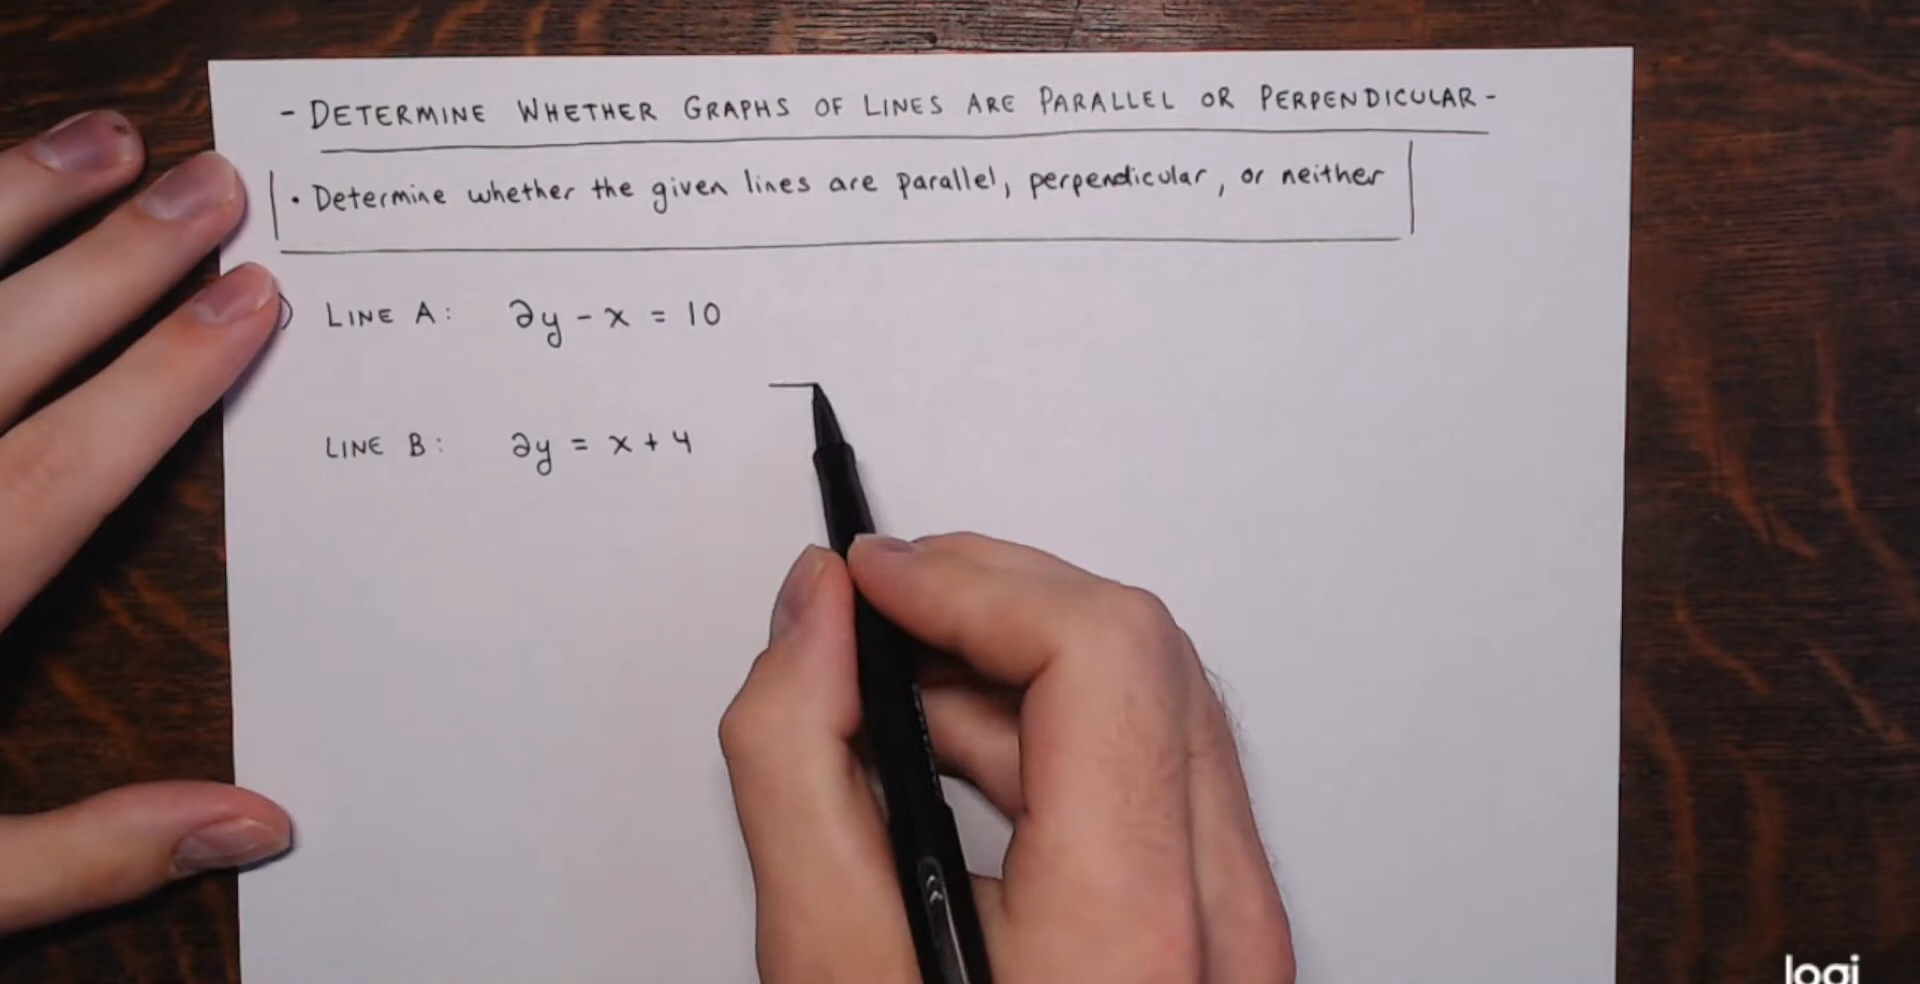 - DETERMINE WHETHER GRAPHS OF LINES ARE PARALLEL OR PERPENDICULAR -
• Determine whether the given lines are parallel, perpendicular, or neither
) LINE A: 2y - x = 10
LINE B: 2y = x + 4
logi